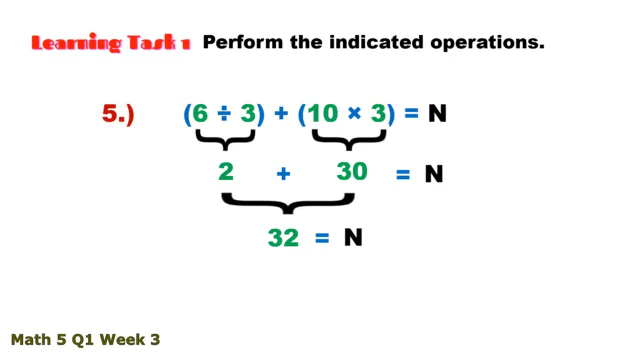 Learning Task 1 Perform the indicated operations.
5.) (6 ÷ 3) + (10 × 3) = N
2 + 30 = N
32 = N
Math 5 Q1 Week 3